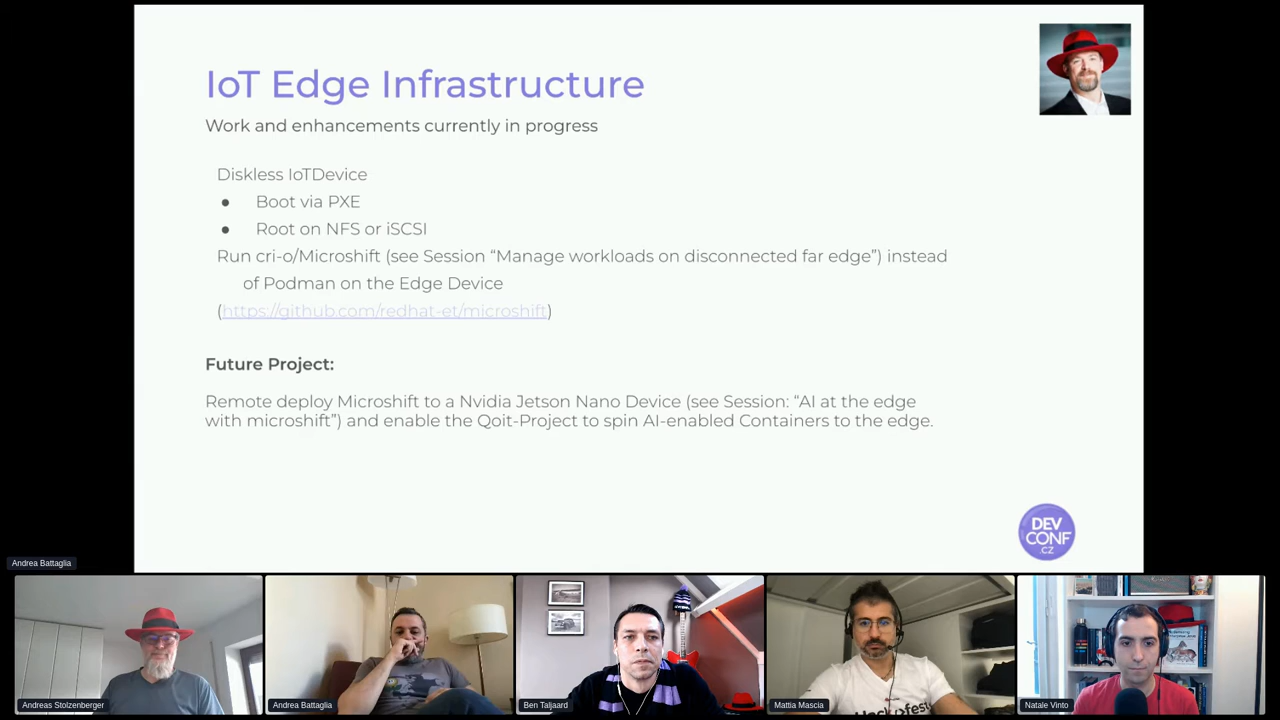 IoT Edge Infrastructure
Work and enhancements currently in progress
Diskless IoTDevice
● Boot via PXE
● Root on NFS or iSCSI
Run cri-o/Microshift (see Session “Manage workloads on disconnected far edge”) instead
of Podman on the Edge Device
(https://github.com/redhat-et/microshift)
Future Project:
Remote deploy Microshift to a Nvidia Jetson Nano Device (see Session: “AI at the edge
with microshift”) and enable the Qoit-Project to spin AI-enabled Containers to the edge.
DEV
CONF
.CZ
Andrea Battaglia
Andreas Stolzenberger
Andrea Battaglia
Ben Taljaard
Mattia Mascia
Natale Vinto